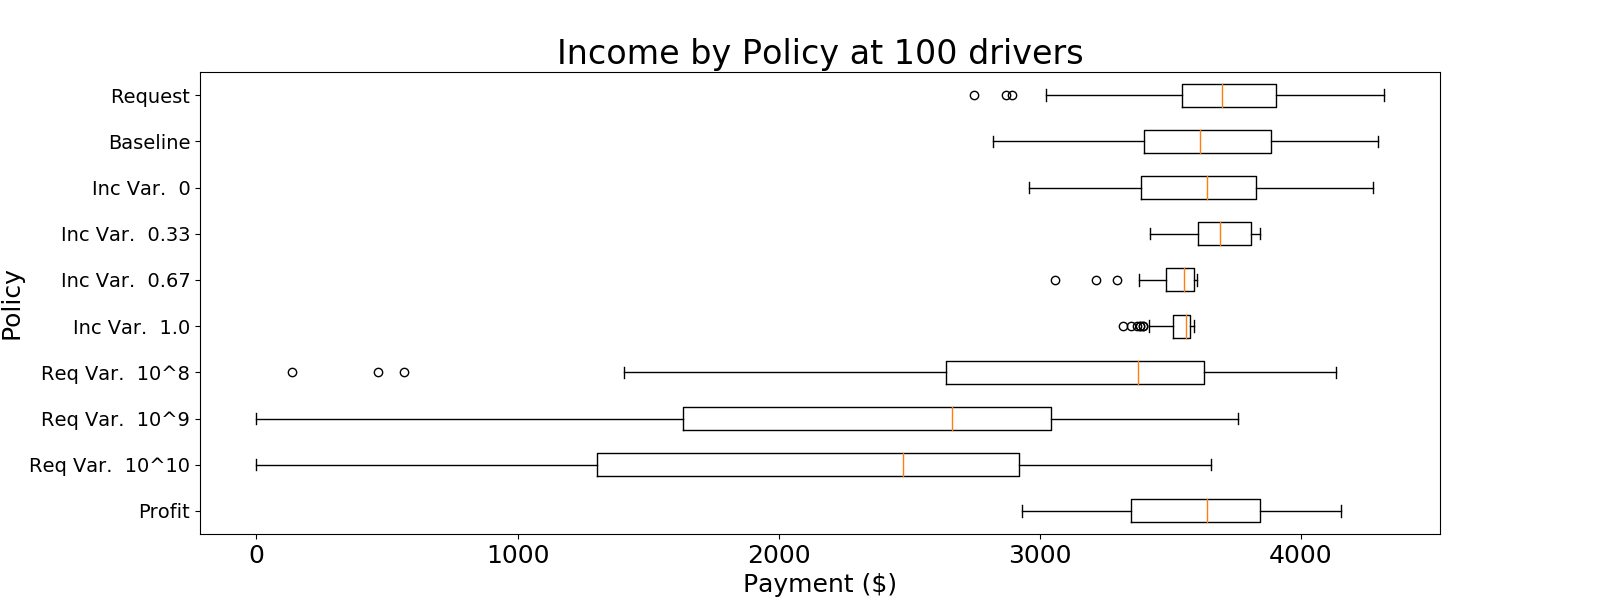 Income by Policy at 100 drivers
Request
Baseline
Inc Var.  0
Inc Var.  0.33
Inc Var.  0.67
Inc Var.  1.0
Req Var.  10^8
Req Var.  10^9
Req Var.  10^10
Profit
Policy
0 1000 2000 3000 4000
Payment ($)